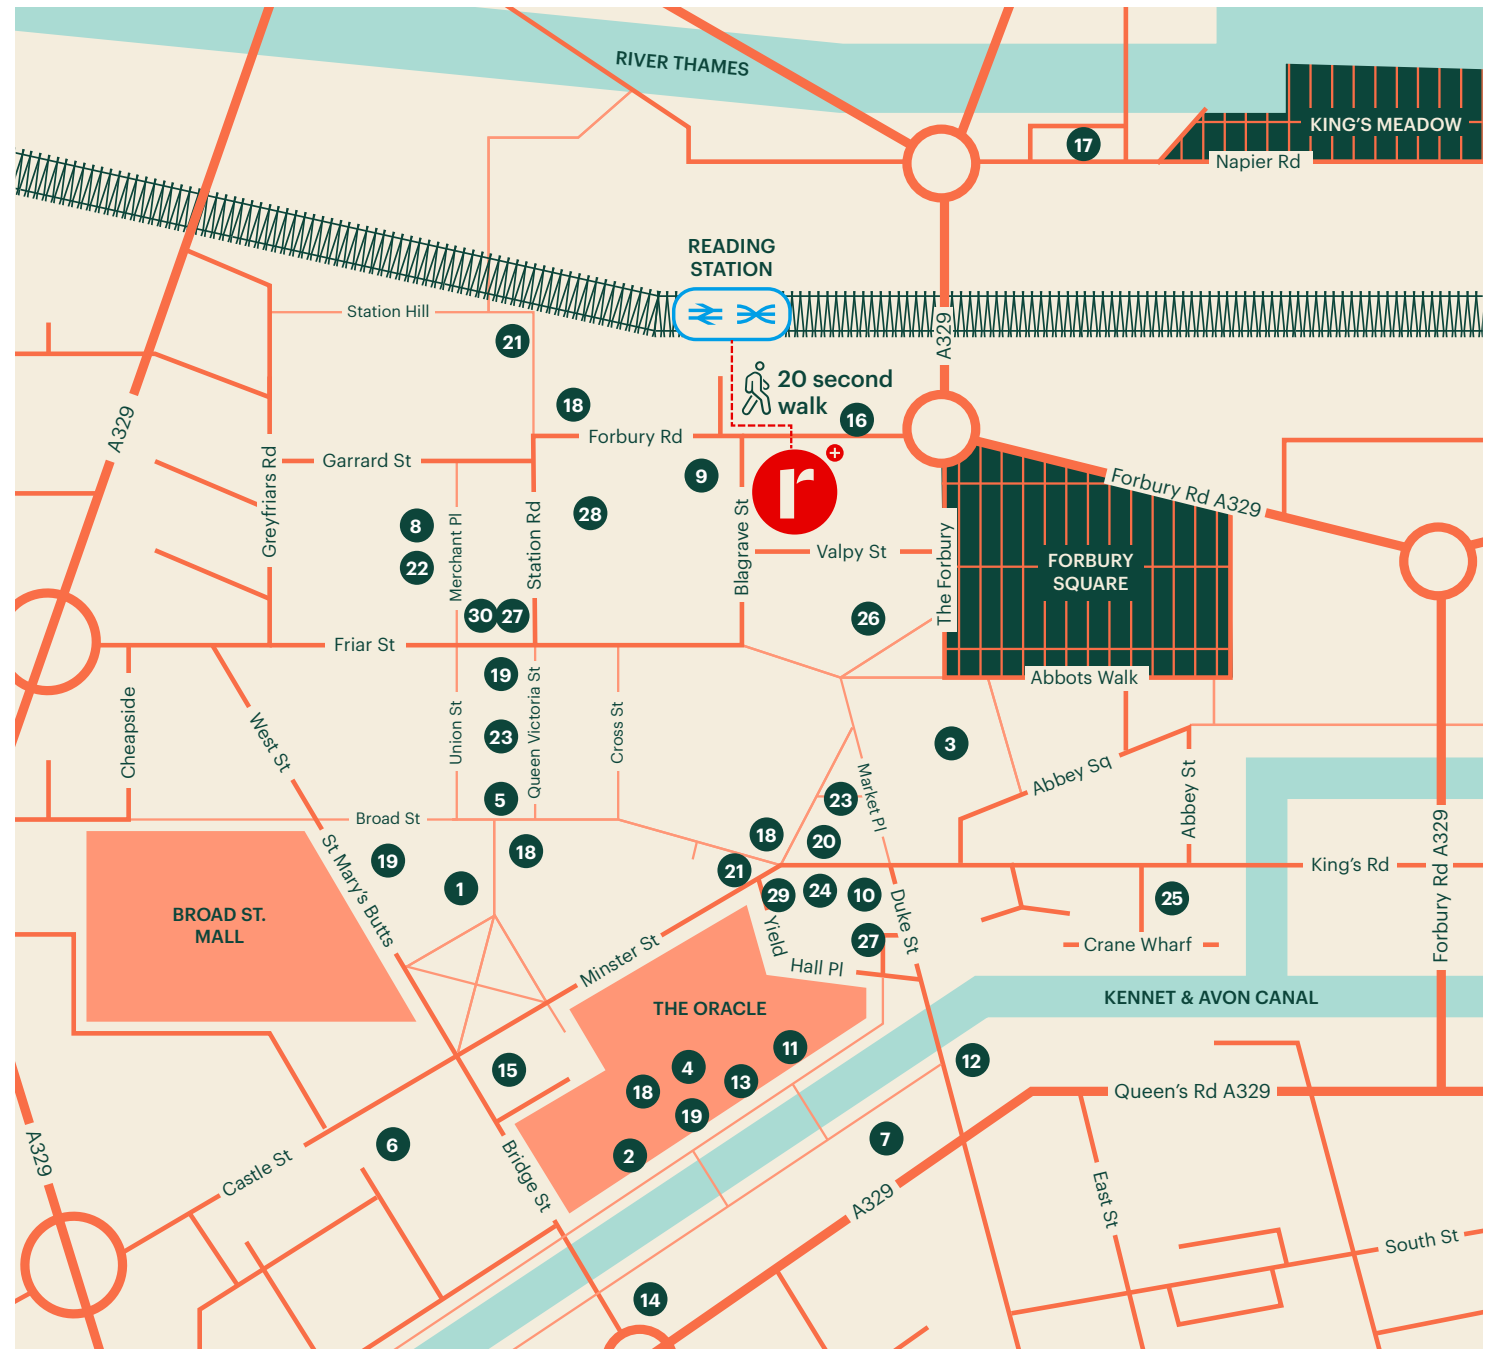 RIVER THAMES
KING'S MEADOW
17
Napier Rd
READING
STATION
Station Hill
21
A329
20 second
walk
18
16
A329
Forbury Rd
Garrard St
Greyfriars Rd
9
r
+
Forbury Rd A329
8
Merchant Pl
Station Rd
28
Blagrave St
Valpy St
The Forbury
FORBURY
SQUARE
22
30
27
26
Friar St
Abbots Walk
19
Cheapside
West St
Union St
23
Queen Victoria St
Cross St
3
Abbey Sq
Abbey St
5
Market Pl
23
Broad St
18
20
Forbury Rd A329
19
18
St Mary's Butts
21
King's Rd
1
29
24
10
25
BROAD ST.
MALL
Yield
Hall Pl
27
Duke St
Crane Wharf
Minster St
KENNET & AVON CANAL
THE ORACLE
11
12
15
4
13
18
19
Queen's Rd A329
A329
6
2
7
Castle St
Bridge St
A329
East St
South St
14